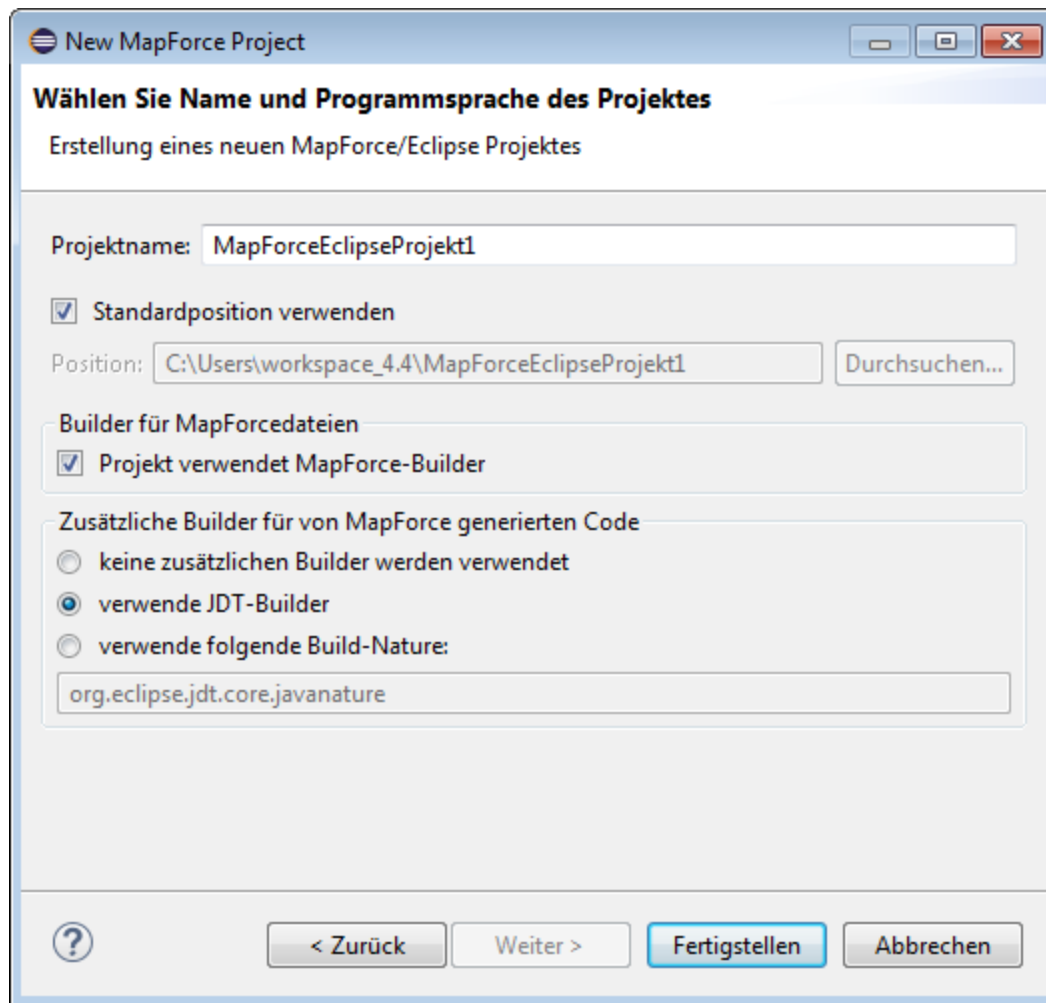 New MapForce Project
Wählen Sie Name und Programmsprache des Projektes
Erstellung eines neuen MapForce/Eclipse Projektes
Projektname: MapForceEclipseProjekt1
Standardposition verwenden
Position: C:\Users\workspace_4.4\MapForceEclipseProjekt1 Durchsuchen...
Builder für MapForcedateien
Projekt verwendet MapForce-Builder
Zusätzliche Builder für von MapForce generierten Code
keine zusätzlichen Builder werden verwendet
verwende JDT-Builder
verwende folgende Build-Nature:
org.eclipse.jdt.core.javanature
? < Zurück Weiter > Fertigstellen Abbrechen